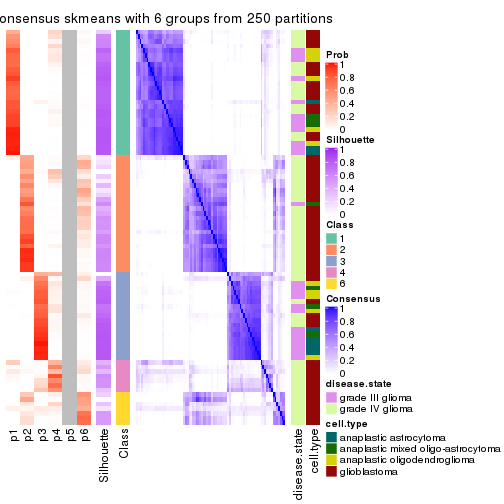 onsensus skmeans with 6 groups from 250 partitions
Prob
1
0.8
0.6
0.4
0.2
0
Silhouette
1
0.8
0.6
0.4
0.2
0
Class
1
2
3
4
6
Consensus
1
0.8
0.6
0.4
0.2
0
disease.state
grade III glioma
grade IV glioma
cell.type
anaplastic astrocytoma
anaplastic mixed oligo-astrocytoma
anaplastic oligodendroglioma
glioblastoma
p1
p2
p3
p4
p5
p6
Silhouette
Class
disease.state
cell.type